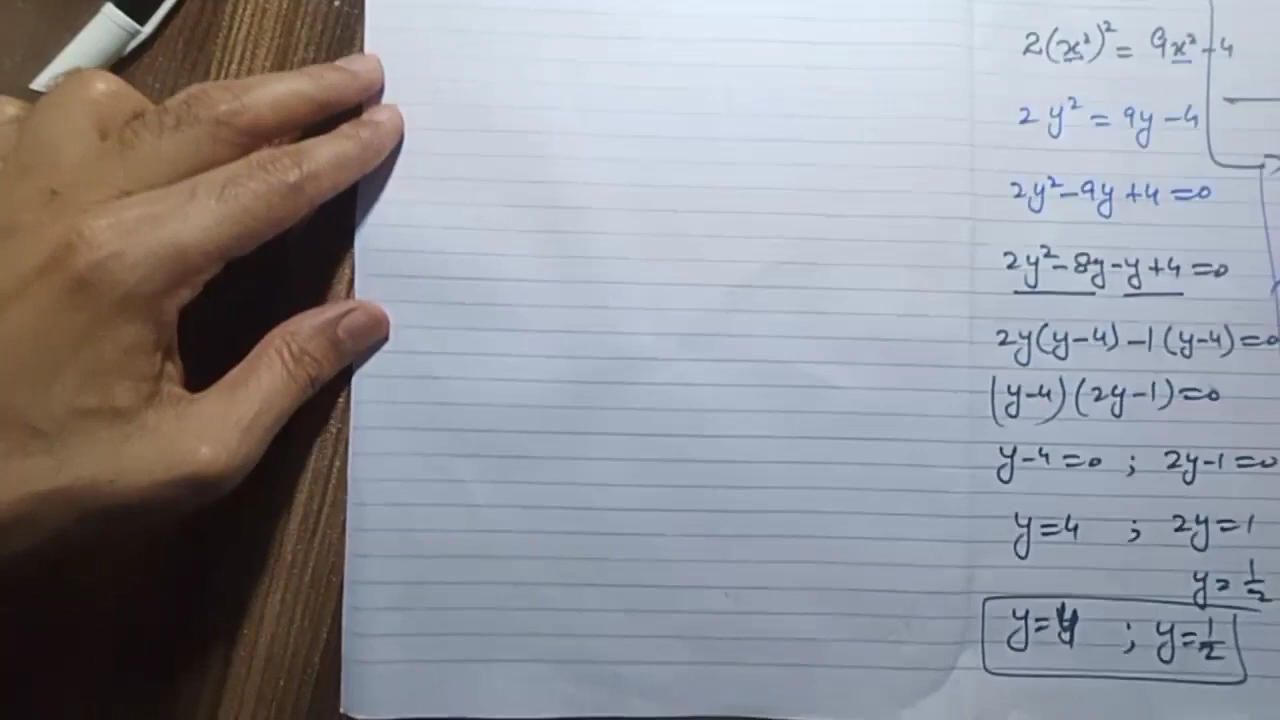 2(x²)² = 9x² - 4
2y² = 9y - 4
2y² - 9y + 4 = 0
2y² - 8y - y + 4 = 0
2y(y-4) - 1(y-4) = 0
(y-4)(2y-1) = 0
y-4=0 ; 2y-1=0
y=4 ; 2y=1
y = 1/2
y=4 ; y=1/2